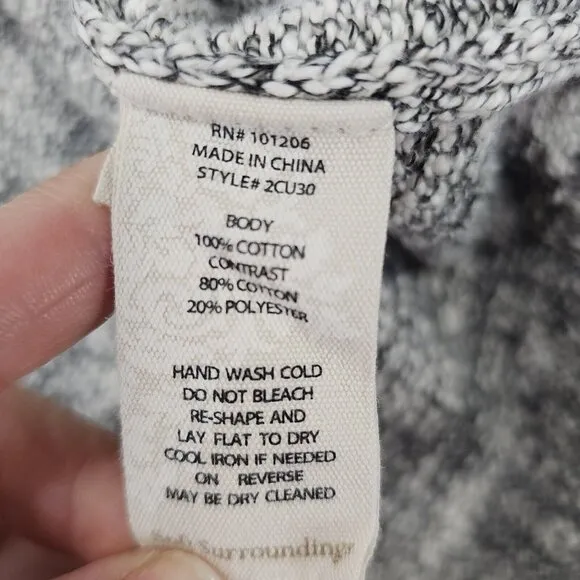 RN# 101206
MADE IN CHINA
STYLE# 2CU30
BODY
100% COTTON
CONTRAST
80% COTTON
20% POLYESTER
HAND WASH COLD
DO NOT BLEACH
RE-SHAPE AND
LAY FLAT TO DRY
COOL IRON IF NEEDED
ON REVERSE
MAY BE DRY CLEANED
Soft Surroundings